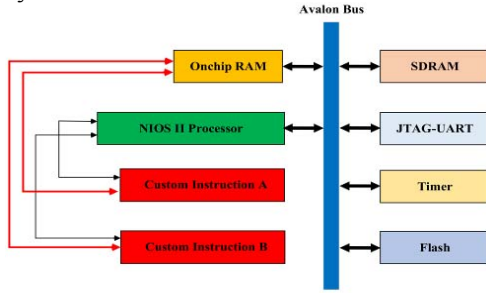 Avalon Bus
Onchip RAM
SDRAM
NIOS II Processor
JTAG-UART
Custom Instruction A
Timer
Custom Instruction B
Flash